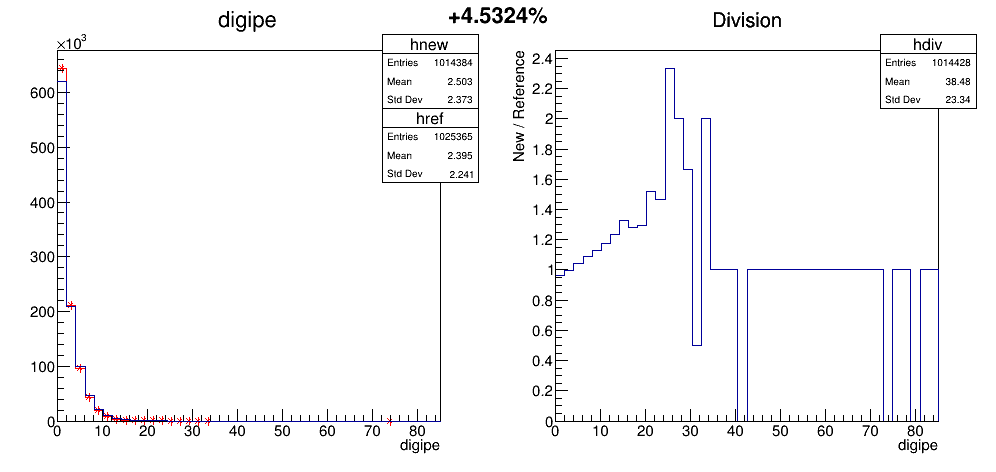 +4.5324%
digipe
×10³
600
500
400
300
200
100
0
0 10 20 30 40 50 60 70 80
digipe
hnew
Entries 1014384
Mean 2.503
Std Dev 2.373
href
Entries 1025365
Mean 2.395
Std Dev 2.241
Division
New / Reference
2.4
2.2
2
1.8
1.6
1.4
1.2
1
0.8
0.6
0.4
0.2
0
0 10 20 30 40 50 60 70 80
digipe
hdiv
Entries 1014428
Mean 38.48
Std Dev 23.34